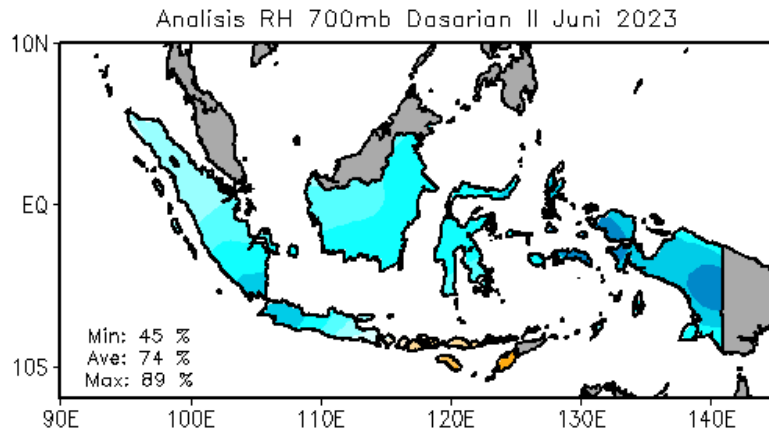 Analisis RH 700mb Dasarian II Juni 2023
10N
EQ
10S
Min: 45 %
Ave: 74 %
Max: 89 %
90E 100E 110E 120E 130E 140E